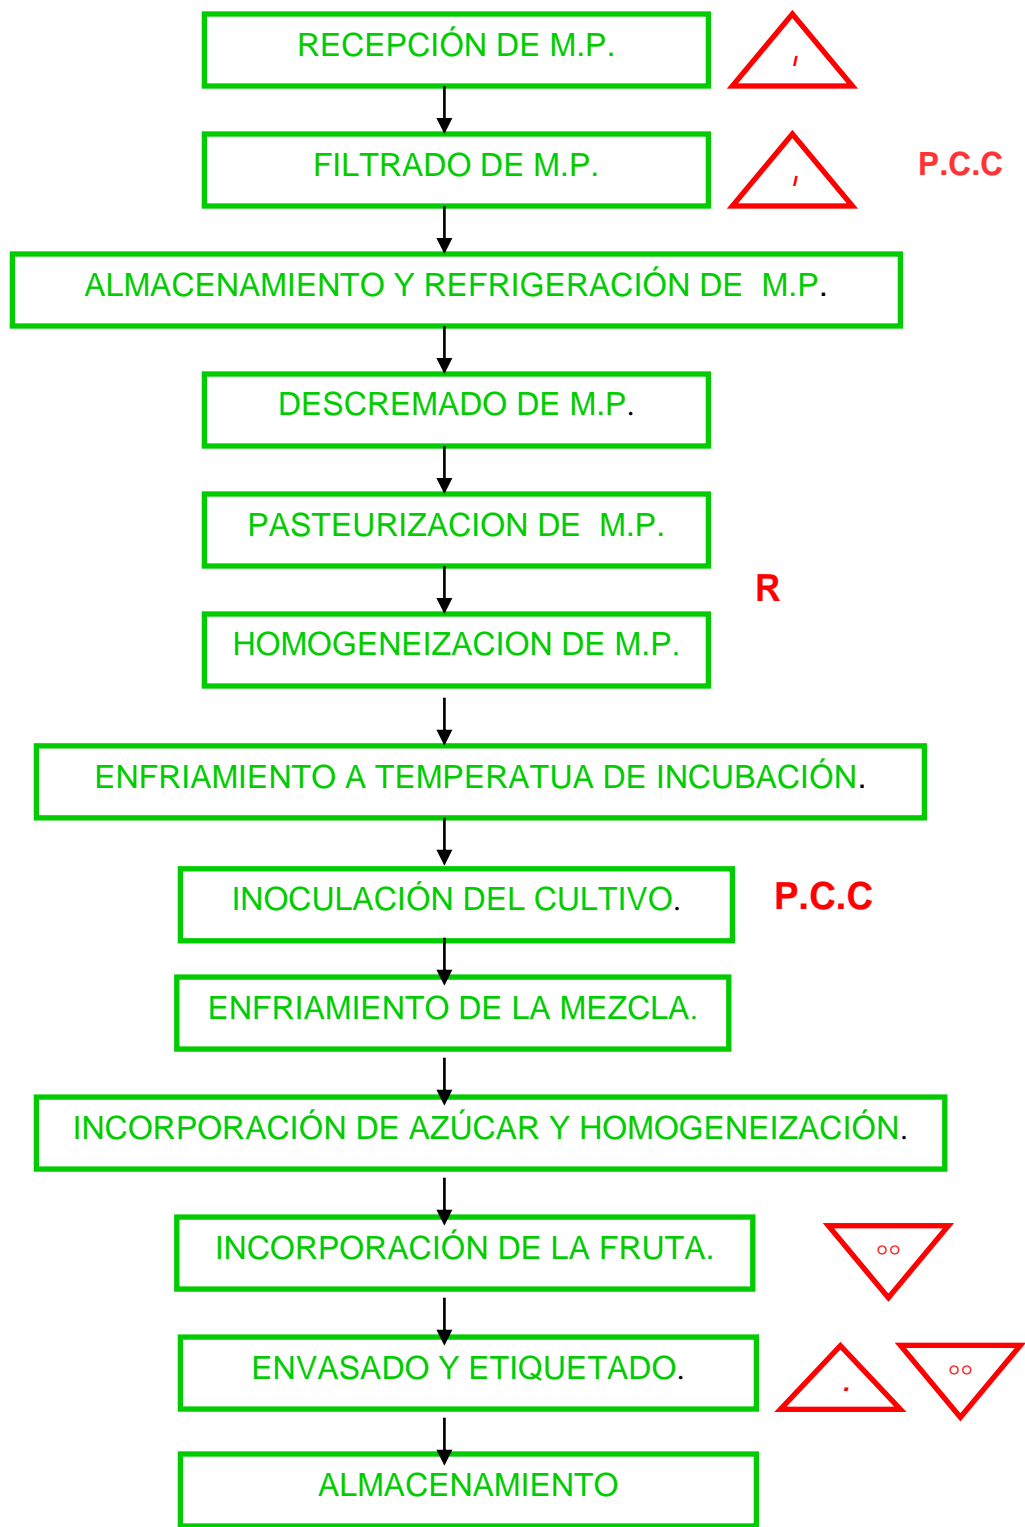 RECEPCIÓN DE M.P.
FILTRADO DE M.P.
P.C.C
ALMACENAMIENTO Y REFRIGERACIÓN DE M.P.
DESCREMADO DE M.P.
PASTEURIZACION DE M.P.
R
HOMOGENEIZACION DE M.P.
ENFRIAMIENTO A TEMPERATUA DE INCUBACIÓN.
INOCULACIÓN DEL CULTIVO.
P.C.C
ENFRIAMIENTO DE LA MEZCLA.
INCORPORACIÓN DE AZÚCAR Y HOMOGENEIZACIÓN.
INCORPORACIÓN DE LA FRUTA.
°°
ENVASADO Y ETIQUETADO.
°°
ALMACENAMIENTO